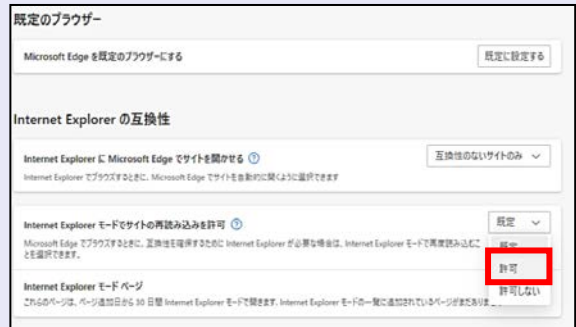 既定のブラウザー
Microsoft Edge を既定のブラウザーにする
既定に設定する
Internet Explorer の互換性
Internet Explorer に Microsoft Edge でサイトを開かせる ?
互換性のないサイトのみ
Internet Explorer でブラウズするときに、Microsoft Edge でサイトを自動的に開くように選択できます
Internet Explorer モードでサイトの再読み込みを許可 ?
既定
Microsoft Edge でブラウズするときに、互換性を確保するために Internet Explorer が必要な場合は、Internet Explorer モードで再度読み込むこ
とを選択できます。
既定
許可
許可しない
Internet Explorer モード ページ
これらのページは、ページ追加日から 30 日間 Internet Explorer モードで開きます. Internet Explorer モードの一覧に追加されているページがまだありま